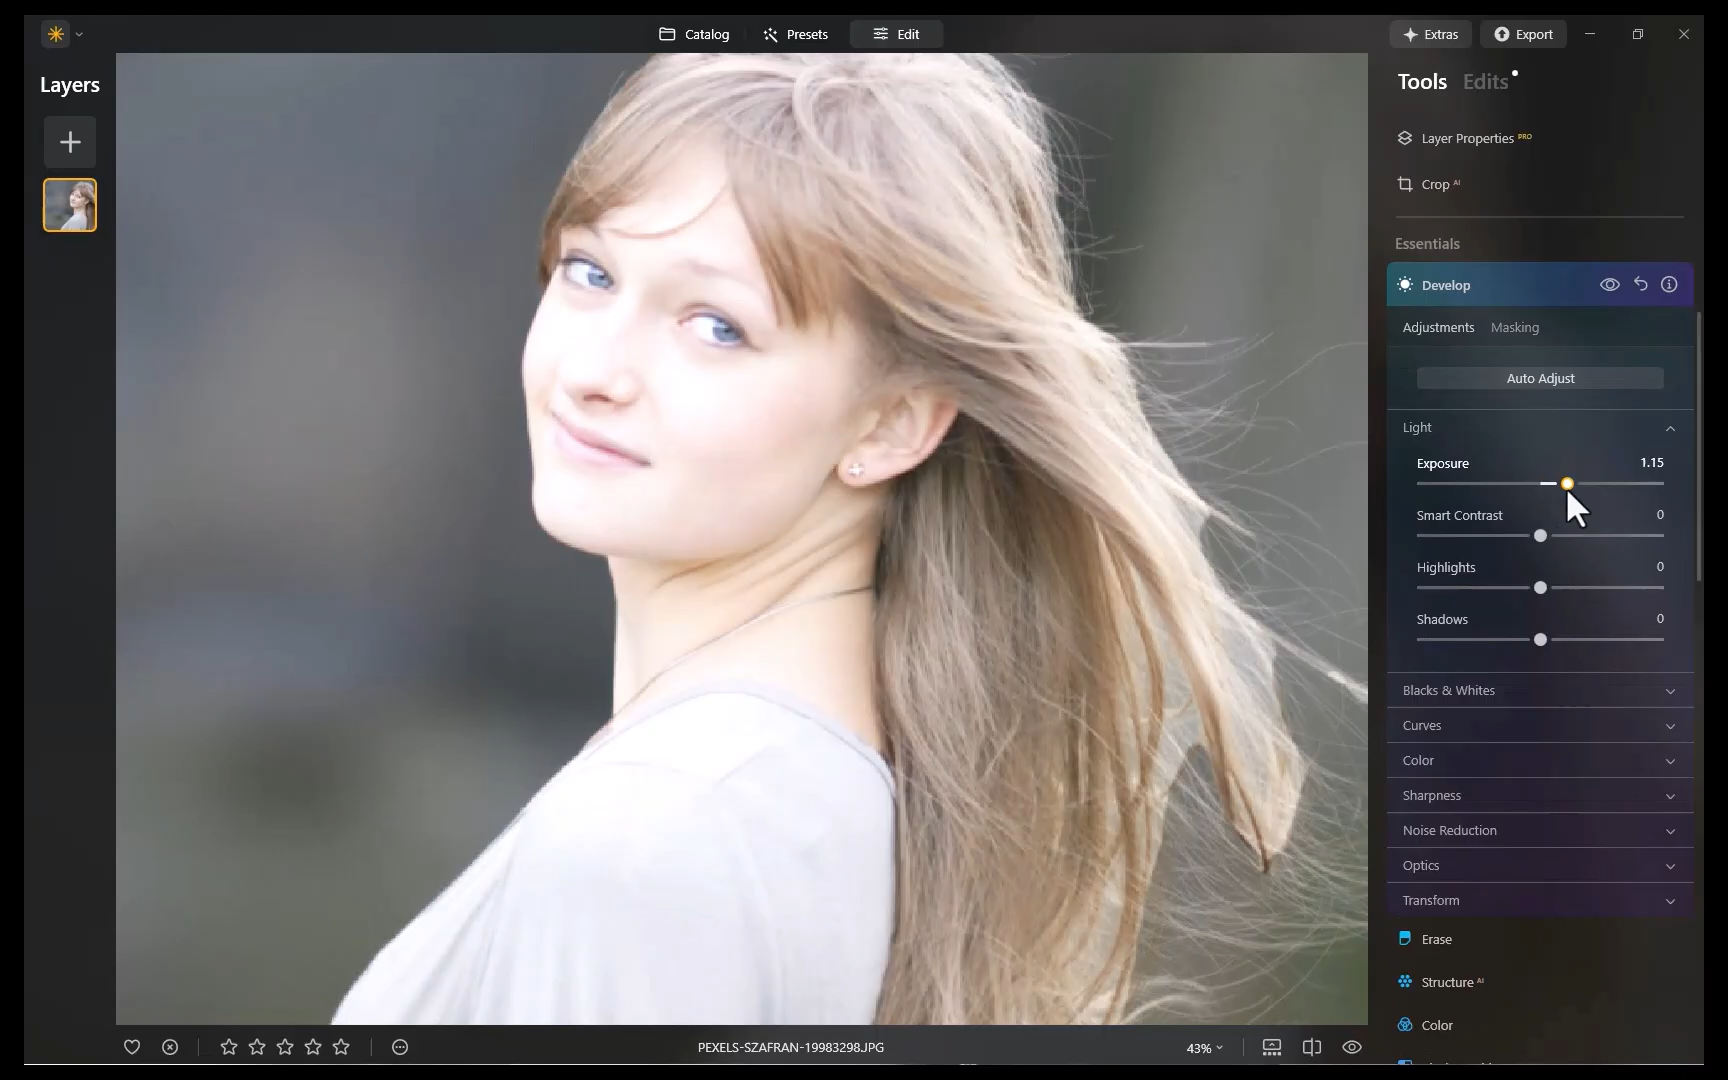 Catalog
Presets
Edit
Extras
Export
Layers
Tools Edits
Layer Properties PRO
Crop AI
Essentials
Develop
Adjustments Masking
Auto Adjust
Light
Exposure 1.15
Smart Contrast 0
Highlights 0
Shadows 0
Blacks & Whites
Curves
Color
Sharpness
Noise Reduction
Optics
Transform
Erase
Structure AI
Color
PEXELS-SZAFRAN-19983298.JPG
43%